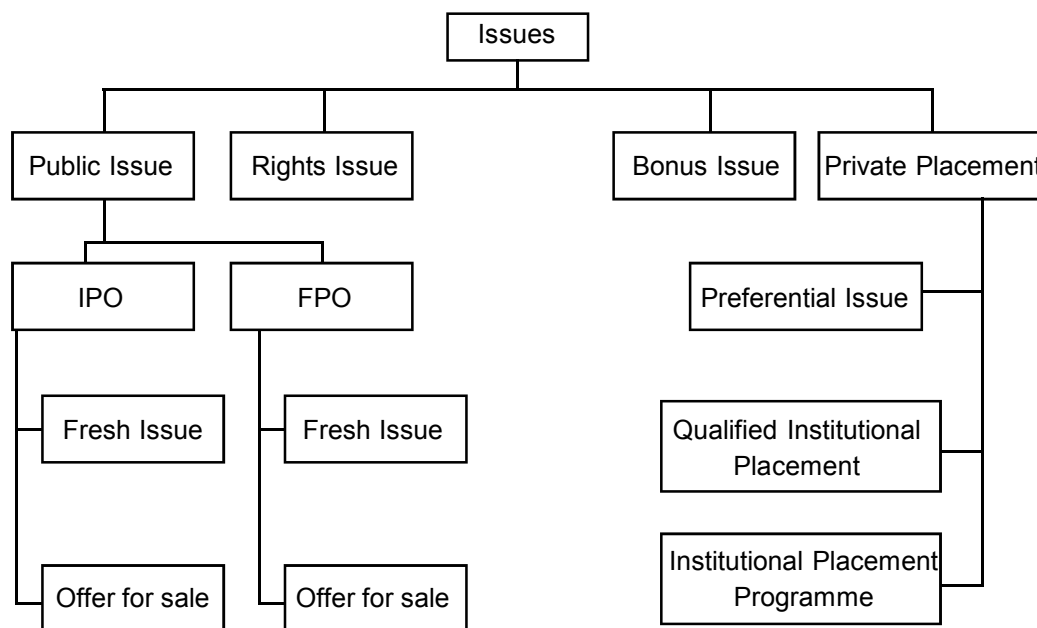 Issues
Public Issue
Rights Issue
Bonus Issue
Private Placement
IPO
FPO
Preferential Issue
Fresh Issue
Fresh Issue
Qualified Institutional
Placement
Offer for sale
Offer for sale
Institutional Placement
Programme